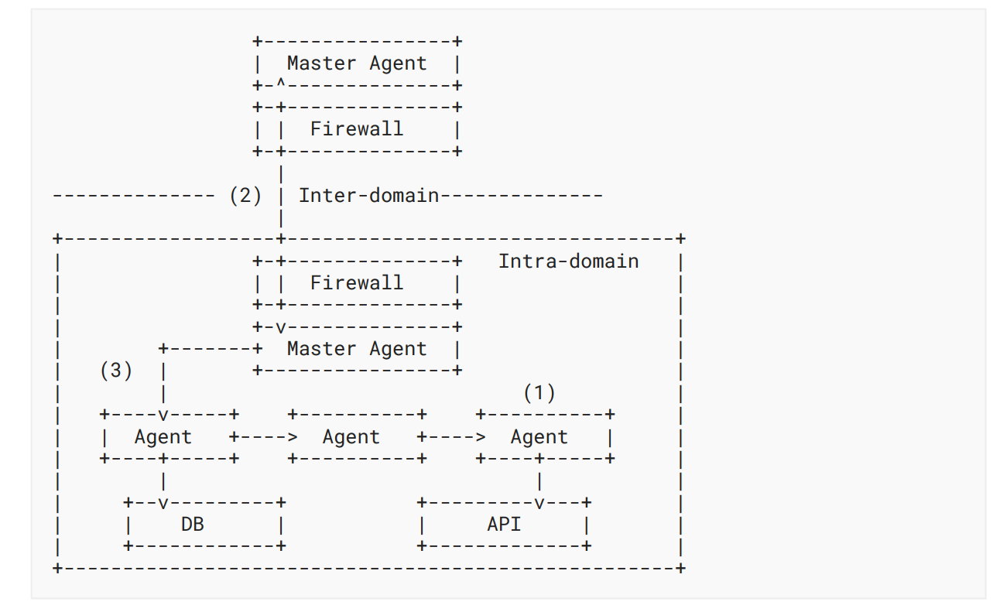 +----------------+
                 |  Master Agent  |
                 +-^--------------+
                 +-+--------------+
                 | |  Firewall    |
                 +-+--------------+
                   |
-------------- (2) | Inter-domain--------------
                   |
+------------------+---------------------------------+
|                +-+--------------+   Intra-domain   |
|                | |  Firewall    |                  |
|                +-+--------------+                  |
|                +-v--------------+                  |
|        +-------+  Master Agent  |                  |
|   (3)  |       +----------------+                  |
|        |                              (1)          |
|   +----v-----+    +----------+    +----------+     |
|   |  Agent   +---->  Agent   +---->  Agent   |     |
|   +----+-----+    +----------+    +----+-----+     |
|        |                               |           |
|     +--v---------+           +---------v---+       |
|     |    DB      |           |     API     |       |
|     +------------+           +-------------+       |
+----------------------------------------------------+